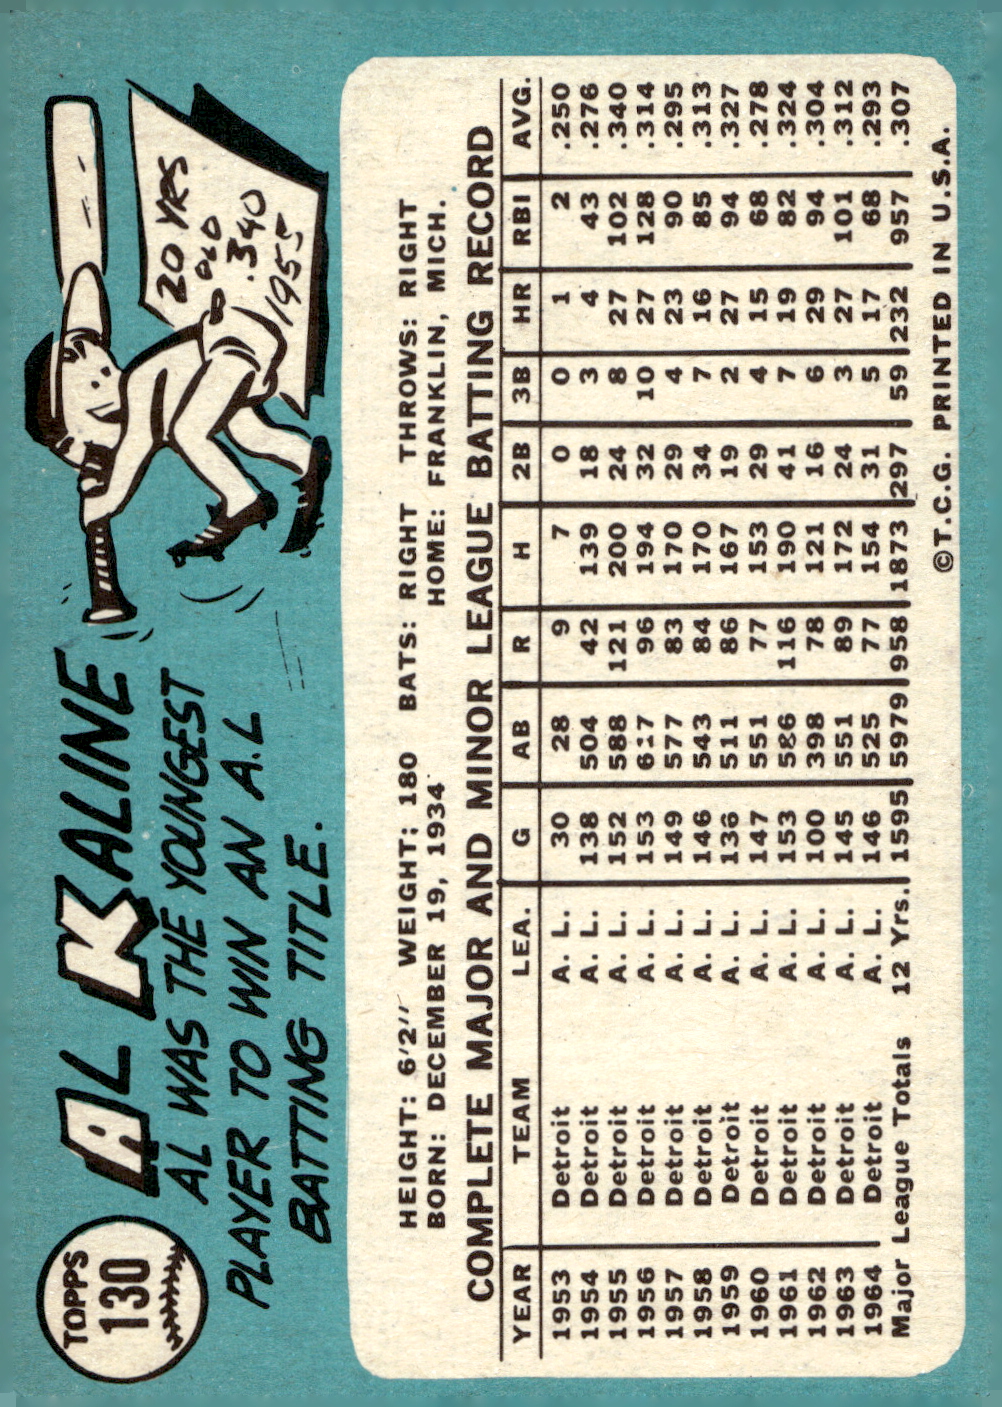 TOPPS
130
AL KALINE
AL WAS THE YOUNGEST
PLAYER TO WIN AN A.L
BATTING TITLE.
20 YRS
OLD
.340
1955
HEIGHT: 6'2" WEIGHT: 180 BATS: RIGHT THROWS: RIGHT
BORN: DECEMBER 19, 1934 HOME: FRANKLIN, MICH.
COMPLETE MAJOR AND MINOR LEAGUE BATTING RECORD
YEAR TEAM LEA. G AB R H 2B 3B HR RBI AVG.
1953 Detroit A. L. 30 28 9 7 0 0 1 2 .250
1954 Detroit A. L. 138 504 42 139 18 3 4 43 .276
1955 Detroit A. L. 152 588 121 200 24 8 27 102 .340
1956 Detroit A. L. 153 617 96 194 32 10 27 128 .314
1957 Detroit A. L. 149 577 83 170 29 4 23 90 .295
1958 Detroit A. L. 146 543 84 170 34 7 16 85 .313
1959 Detroit A. L. 136 511 86 167 19 2 27 94 .327
1960 Detroit A. L. 147 551 77 153 29 4 15 68 .278
1961 Detroit A. L. 153 586 116 190 41 7 19 82 .324
1962 Detroit A. L. 100 398 78 121 16 6 29 94 .304
1963 Detroit A. L. 145 551 89 172 24 3 27 101 .312
1964 Detroit A. L. 146 525 77 154 31 5 17 68 .293
Major League Totals 12 Yrs. 1595 5979 958 1873 297 59 232 957 .307
©T.C.G. PRINTED IN U.S.A.